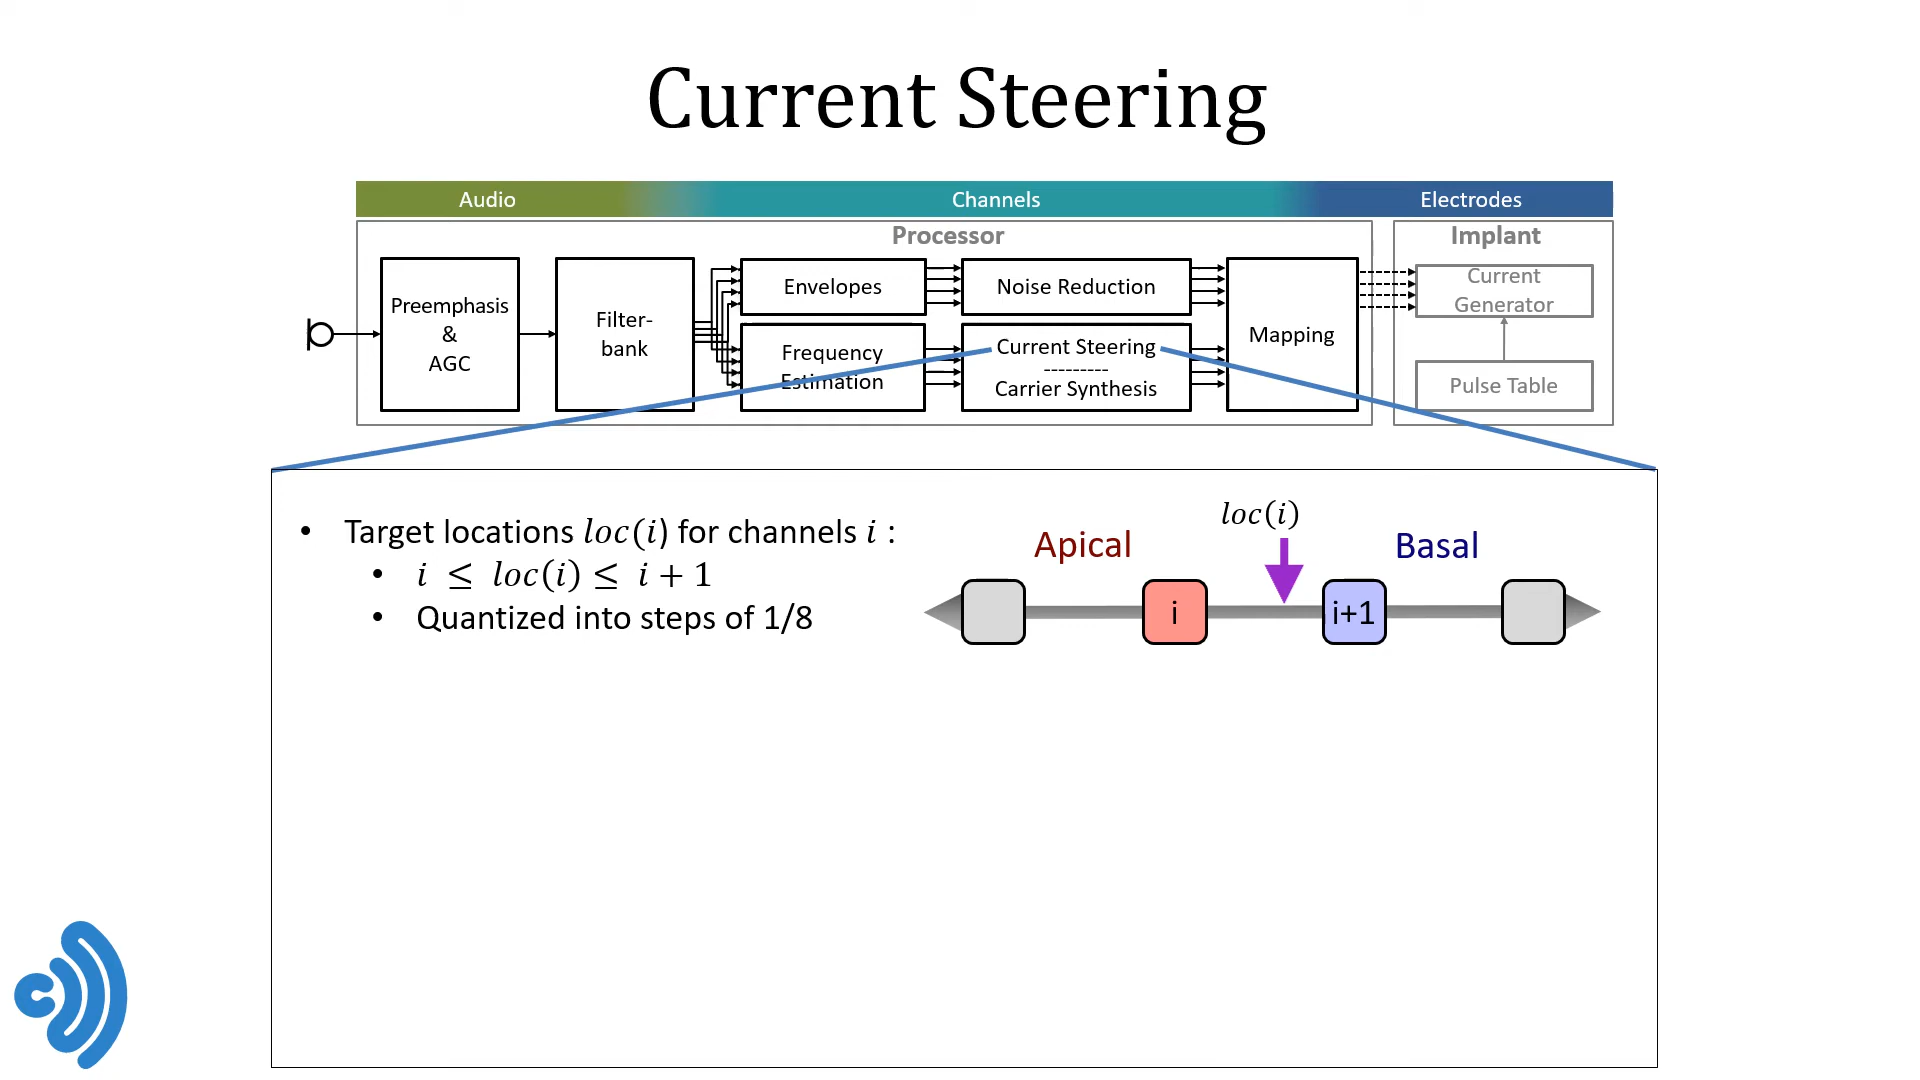 Current Steering
Audio
Channels
Electrodes
Processor
Implant
Preemphasis
&
AGC
Filter-
bank
Envelopes
Noise Reduction
Frequency
Estimation
Current Steering
---------
Carrier Synthesis
Mapping
Current
Generator
Pulse Table
• Target locations loc(i) for channels i :
• i ≤ loc(i) ≤ i + 1
• Quantized into steps of 1/8
loc(i)
Apical
Basal
i
i+1